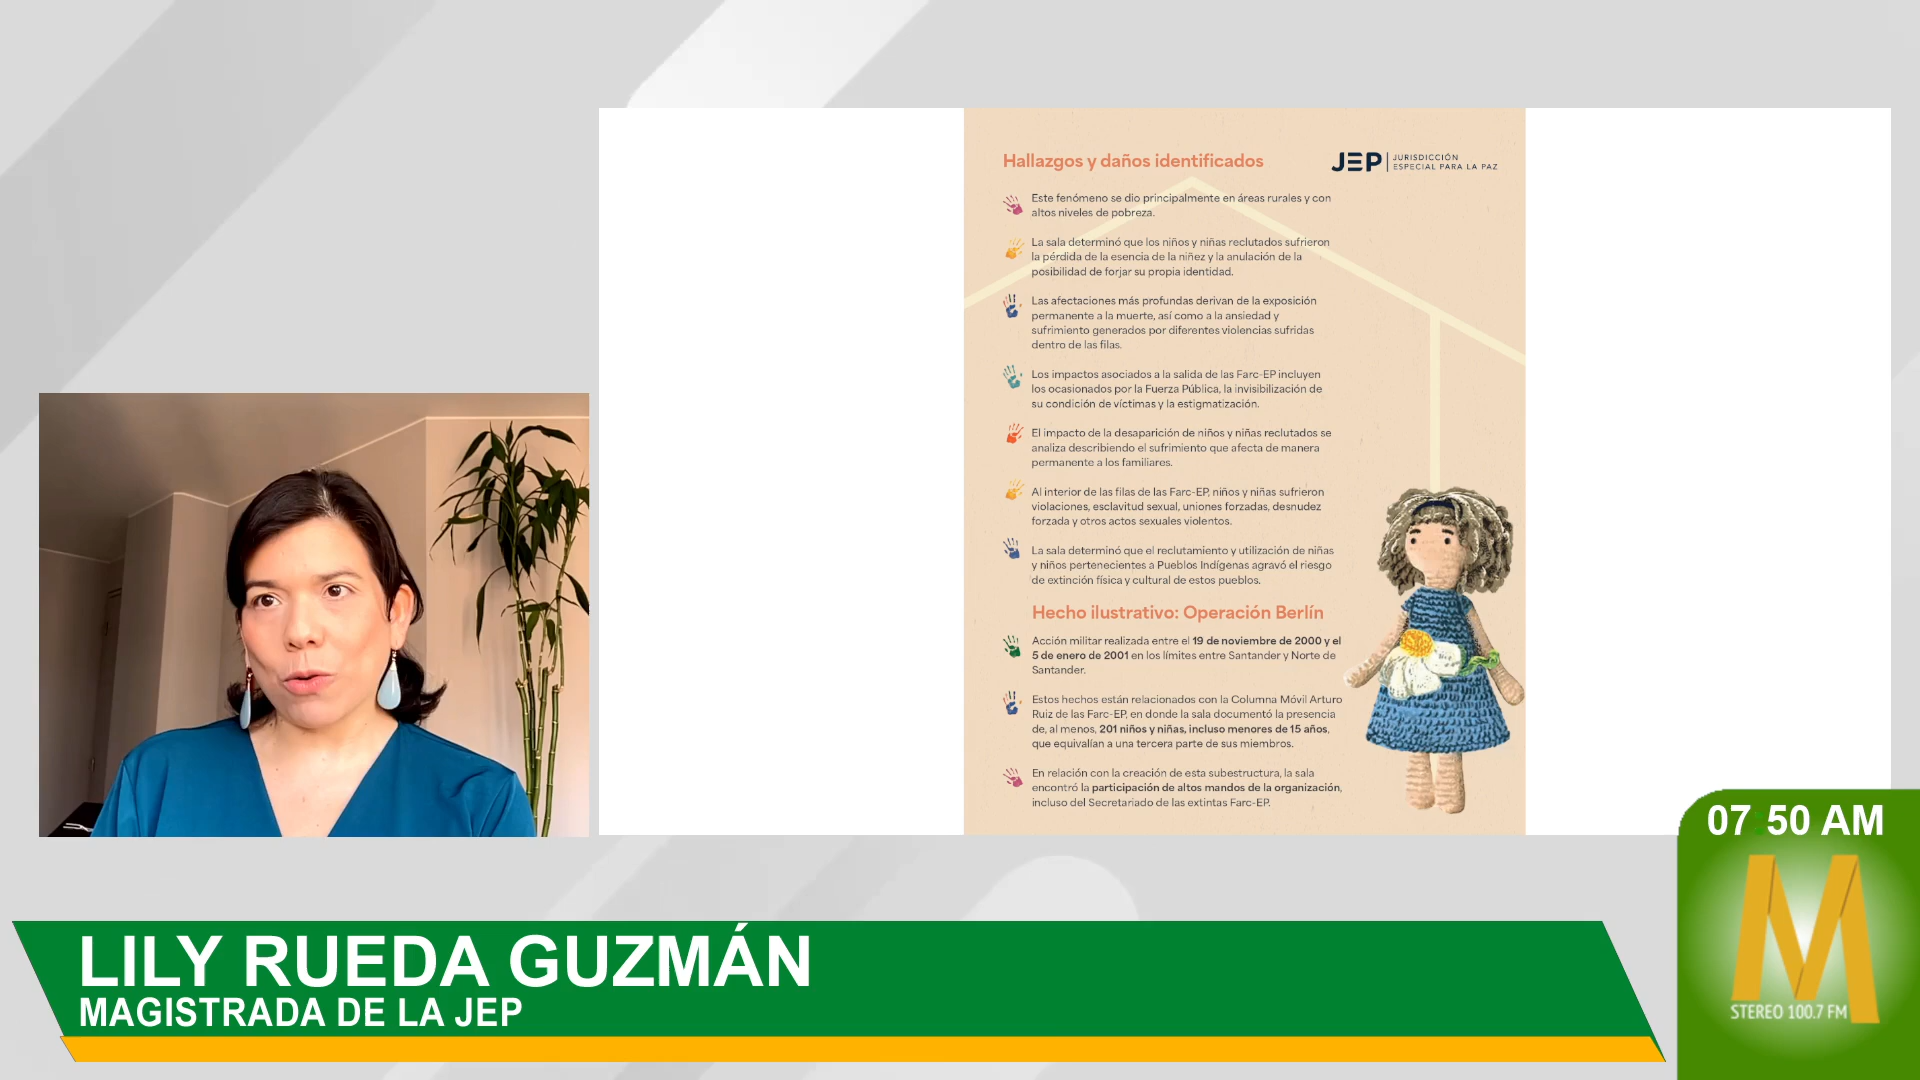 Hallazgos y daños identificados
JEP JURISDICCIÓN
ESPECIAL PARA LA PAZ
Este fenómeno se dio principalmente en áreas rurales y con
altos niveles de pobreza.
La sala determinó que los niños y niñas reclutados sufrieron
la pérdida de la esencia de la niñez y la anulación de la
posibilidad de forjar su propia identidad.
Las afectaciones más profundas derivan de la exposición
permanente a la muerte, así como a la ansiedad y
sufrimiento generados por diferentes violencias sufridas
dentro de las filas.
Los impactos asociados a la salida de las Farc-EP incluyen
los ocasionados por la Fuerza Pública, la invisibilización de
su condición de víctimas y la estigmatización.
El impacto de la desaparición de niños y niñas reclutados se
analiza describiendo el sufrimiento que afecta de manera
permanente a los familiares.
Al interior de las filas de las Farc-EP, niños y niñas sufrieron
violaciones, esclavitud sexual, uniones forzadas, desnudez
forzada y otros actos sexuales violentos.
La sala determinó que el reclutamiento y utilización de niñas
y niños pertenecientes a Pueblos Indígenas agravó el riesgo
de extinción física y cultural de estos pueblos.
Hecho ilustrativo: Operación Berlín
Acción militar realizada entre el 19 de noviembre de 2000 y el
5 de enero de 2001 en los límites entre Santander y Norte de
Santander.
Estos hechos están relacionados con la Columna Móvil Arturo
Ruiz de las Farc-EP, en donde la sala documentó la presencia
de, al menos, 201 niños y niñas, incluso menores de 15 años,
que equivalían a una tercera parte de sus miembros.
En relación con la creación de esta subestructura, la sala
encontró la participación de altos mandos de la organización,
incluso del Secretariado de las extintas Farc-EP.
07:50 AM
M
STEREO 100.7 FM
LILY RUEDA GUZMÁN
MAGISTRADA DE LA JEP